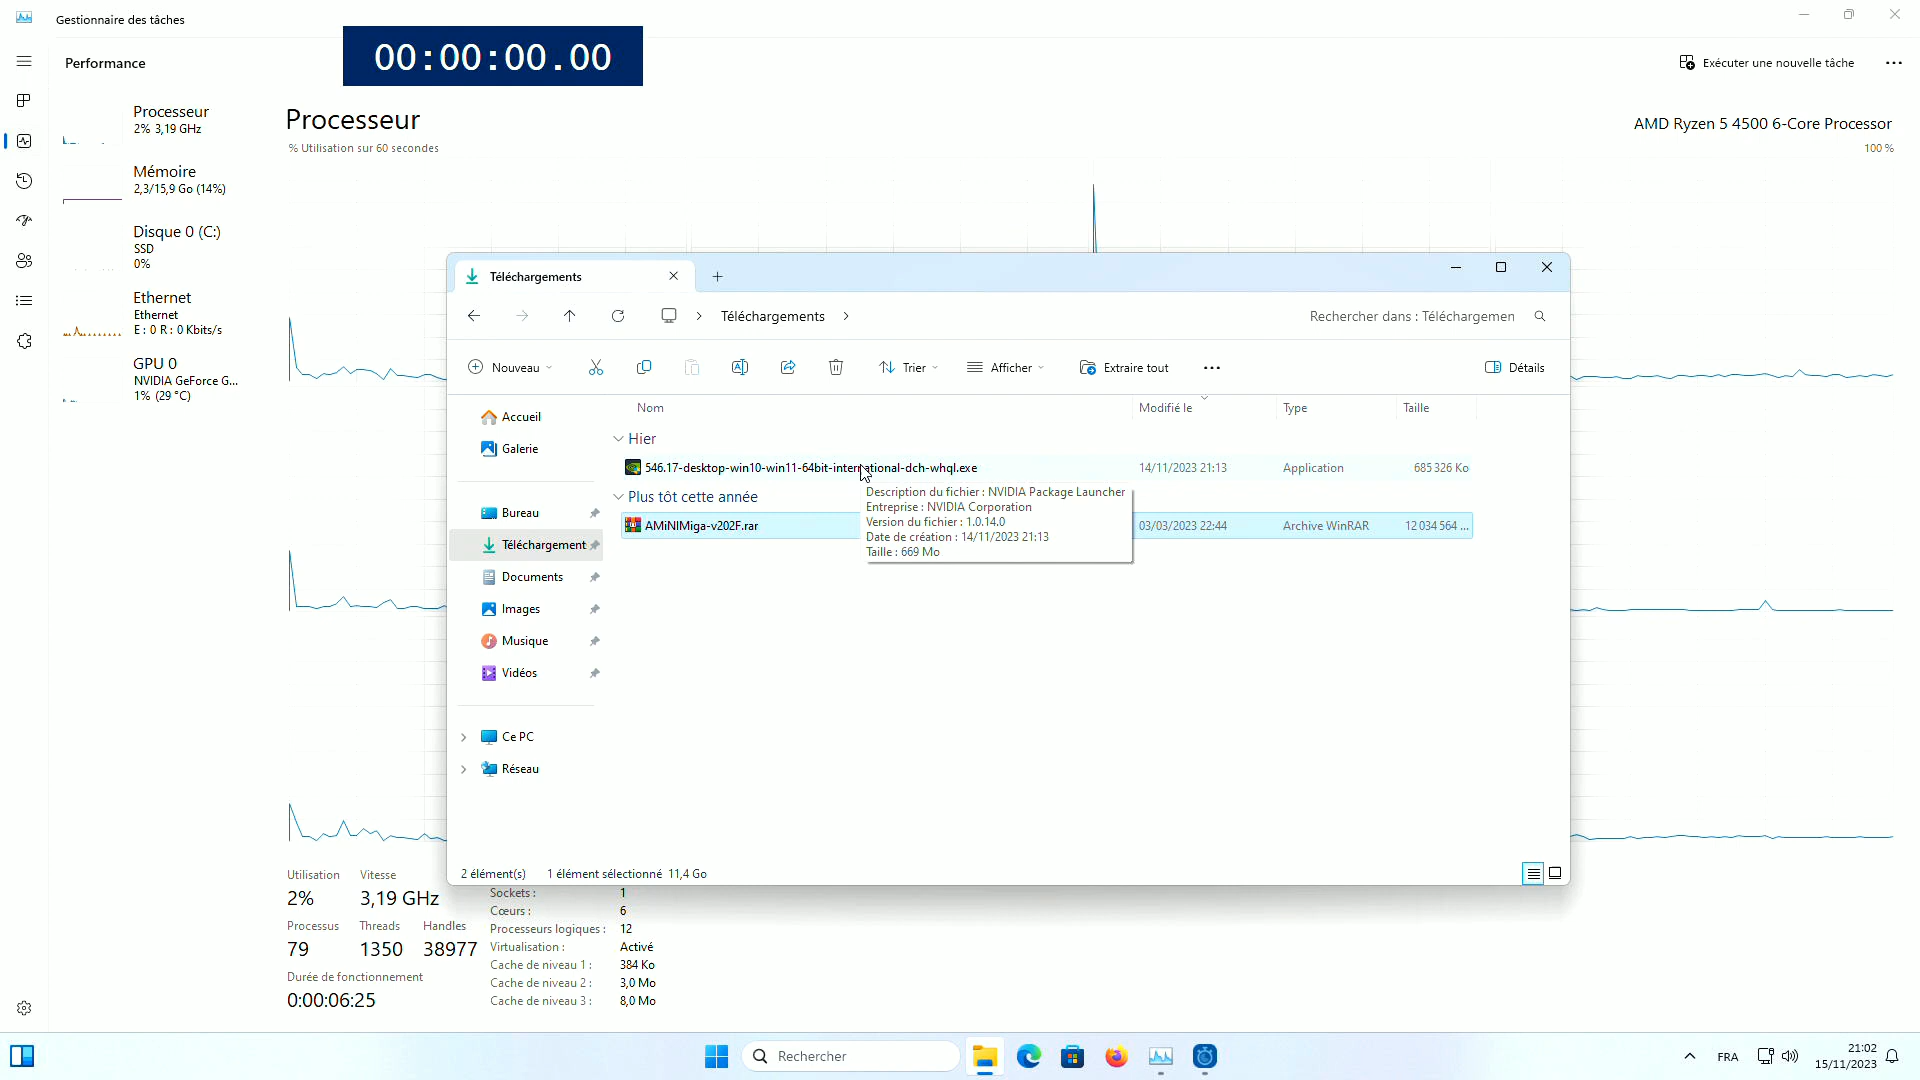 Gestionnaire des tâches
00:00:00.00
Performance
Exécuter une nouvelle tâche
Processeur
2% 3,19 GHz
Mémoire
2,3/15,9 Go (14%)
Disque 0 (C:)
SSD
0%
Ethernet
Ethernet
E : 0 R : 0 Kbits/s
GPU 0
NVIDIA GeForce G...
1% (29 °C)
Processeur
AMD Ryzen 5 4500 6-Core Processor
% Utilisation sur 60 secondes
100 %
Téléchargements
Téléchargements
Rechercher dans : Téléchargemen
Nouveau
Trier
Afficher
Extraire tout
Détails
Accueil
Galerie
Bureau
Téléchargement
Documents
Images
Musique
Vidéos
Ce PC
Réseau
Nom
Modifié le
Type
Taille
Hier
546.17-desktop-win10-win11-64bit-international-dch-whql.exe
14/11/2023 21:13
Application
685 326 Ko
Plus tôt cette année
AMiNIMiga-v202F.rar
03/03/2023 22:44
Archive WinRAR
12 034 564 ...
Description du fichier : NVIDIA Package Launcher
Entreprise : NVIDIA Corporation
Version du fichier : 1.0.14.0
Date de création : 14/11/2023 21:13
Taille : 669 Mo
2 élément(s)
1 élément sélectionné 11,4 Go
Utilisation
Vitesse
2%
3,19 GHz
Processus
Threads
Handles
79
1350
38977
Durée de fonctionnement
0:00:06:25
Sockets :
1
Cœurs :
6
Processeurs logiques :
12
Virtualisation :
Activé
Cache de niveau 1 :
384 Ko
Cache de niveau 2 :
3,0 Mo
Cache de niveau 3 :
8,0 Mo
Rechercher
FRA
21:02
15/11/2023